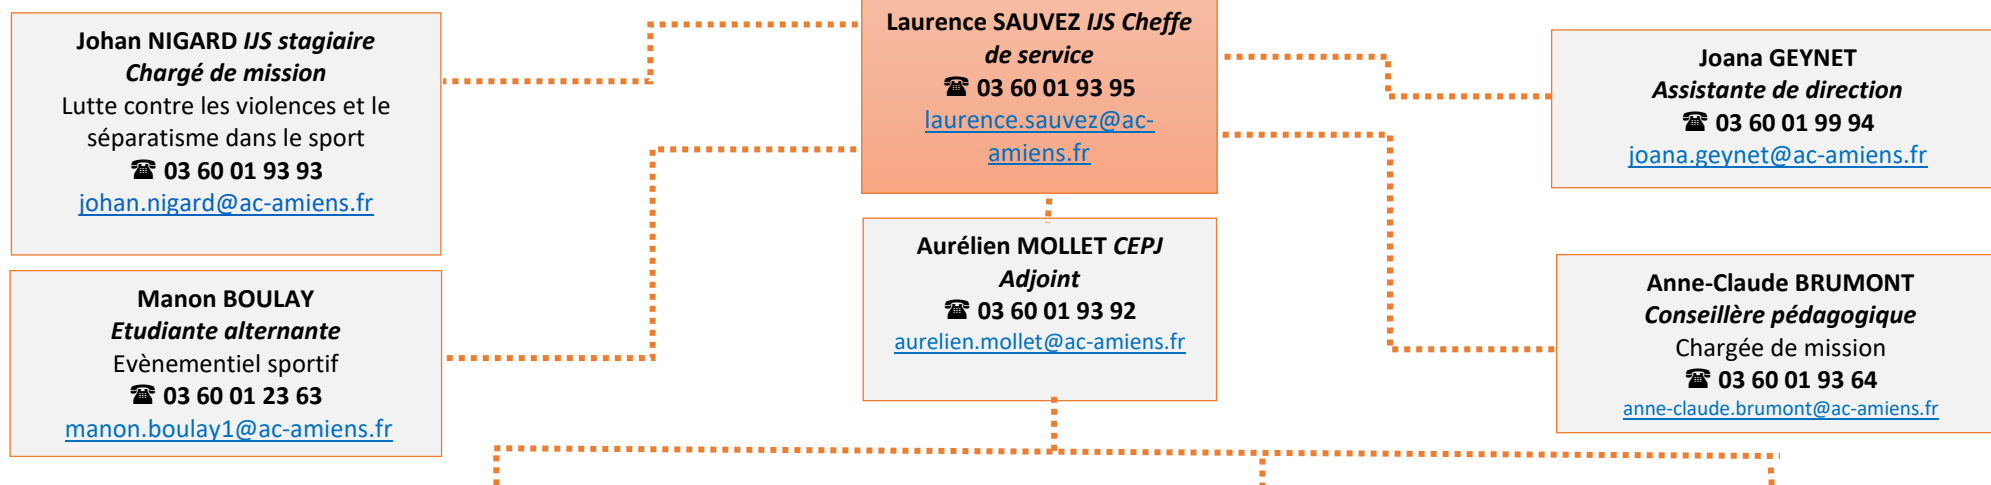 Johan NIGARD IJS stagiaire
Chargé de mission
Lutte contre les violences et le
séparatisme dans le sport
☎ 03 60 01 93 93
johan.nigard@ac-amiens.fr
Manon BOULAY
Etudiante alternante
Evènementiel sportif
☎ 03 60 01 23 63
manon.boulay1@ac-amiens.fr
Laurence SAUVEZ IJS Cheffe
de service
☎ 03 60 01 93 95
laurence.sauvez@ac-
amiens.fr
Aurélien MOLLET CEPJ
Adjoint
☎ 03 60 01 93 92
aurelien.mollet@ac-amiens.fr
Joana GEYNET
Assistante de direction
☎ 03 60 01 99 94
joana.geynet@ac-amiens.fr
Anne-Claude BRUMONT
Conseillère pédagogique
Chargée de mission
☎ 03 60 01 93 64
anne-claude.brumont@ac-amiens.fr